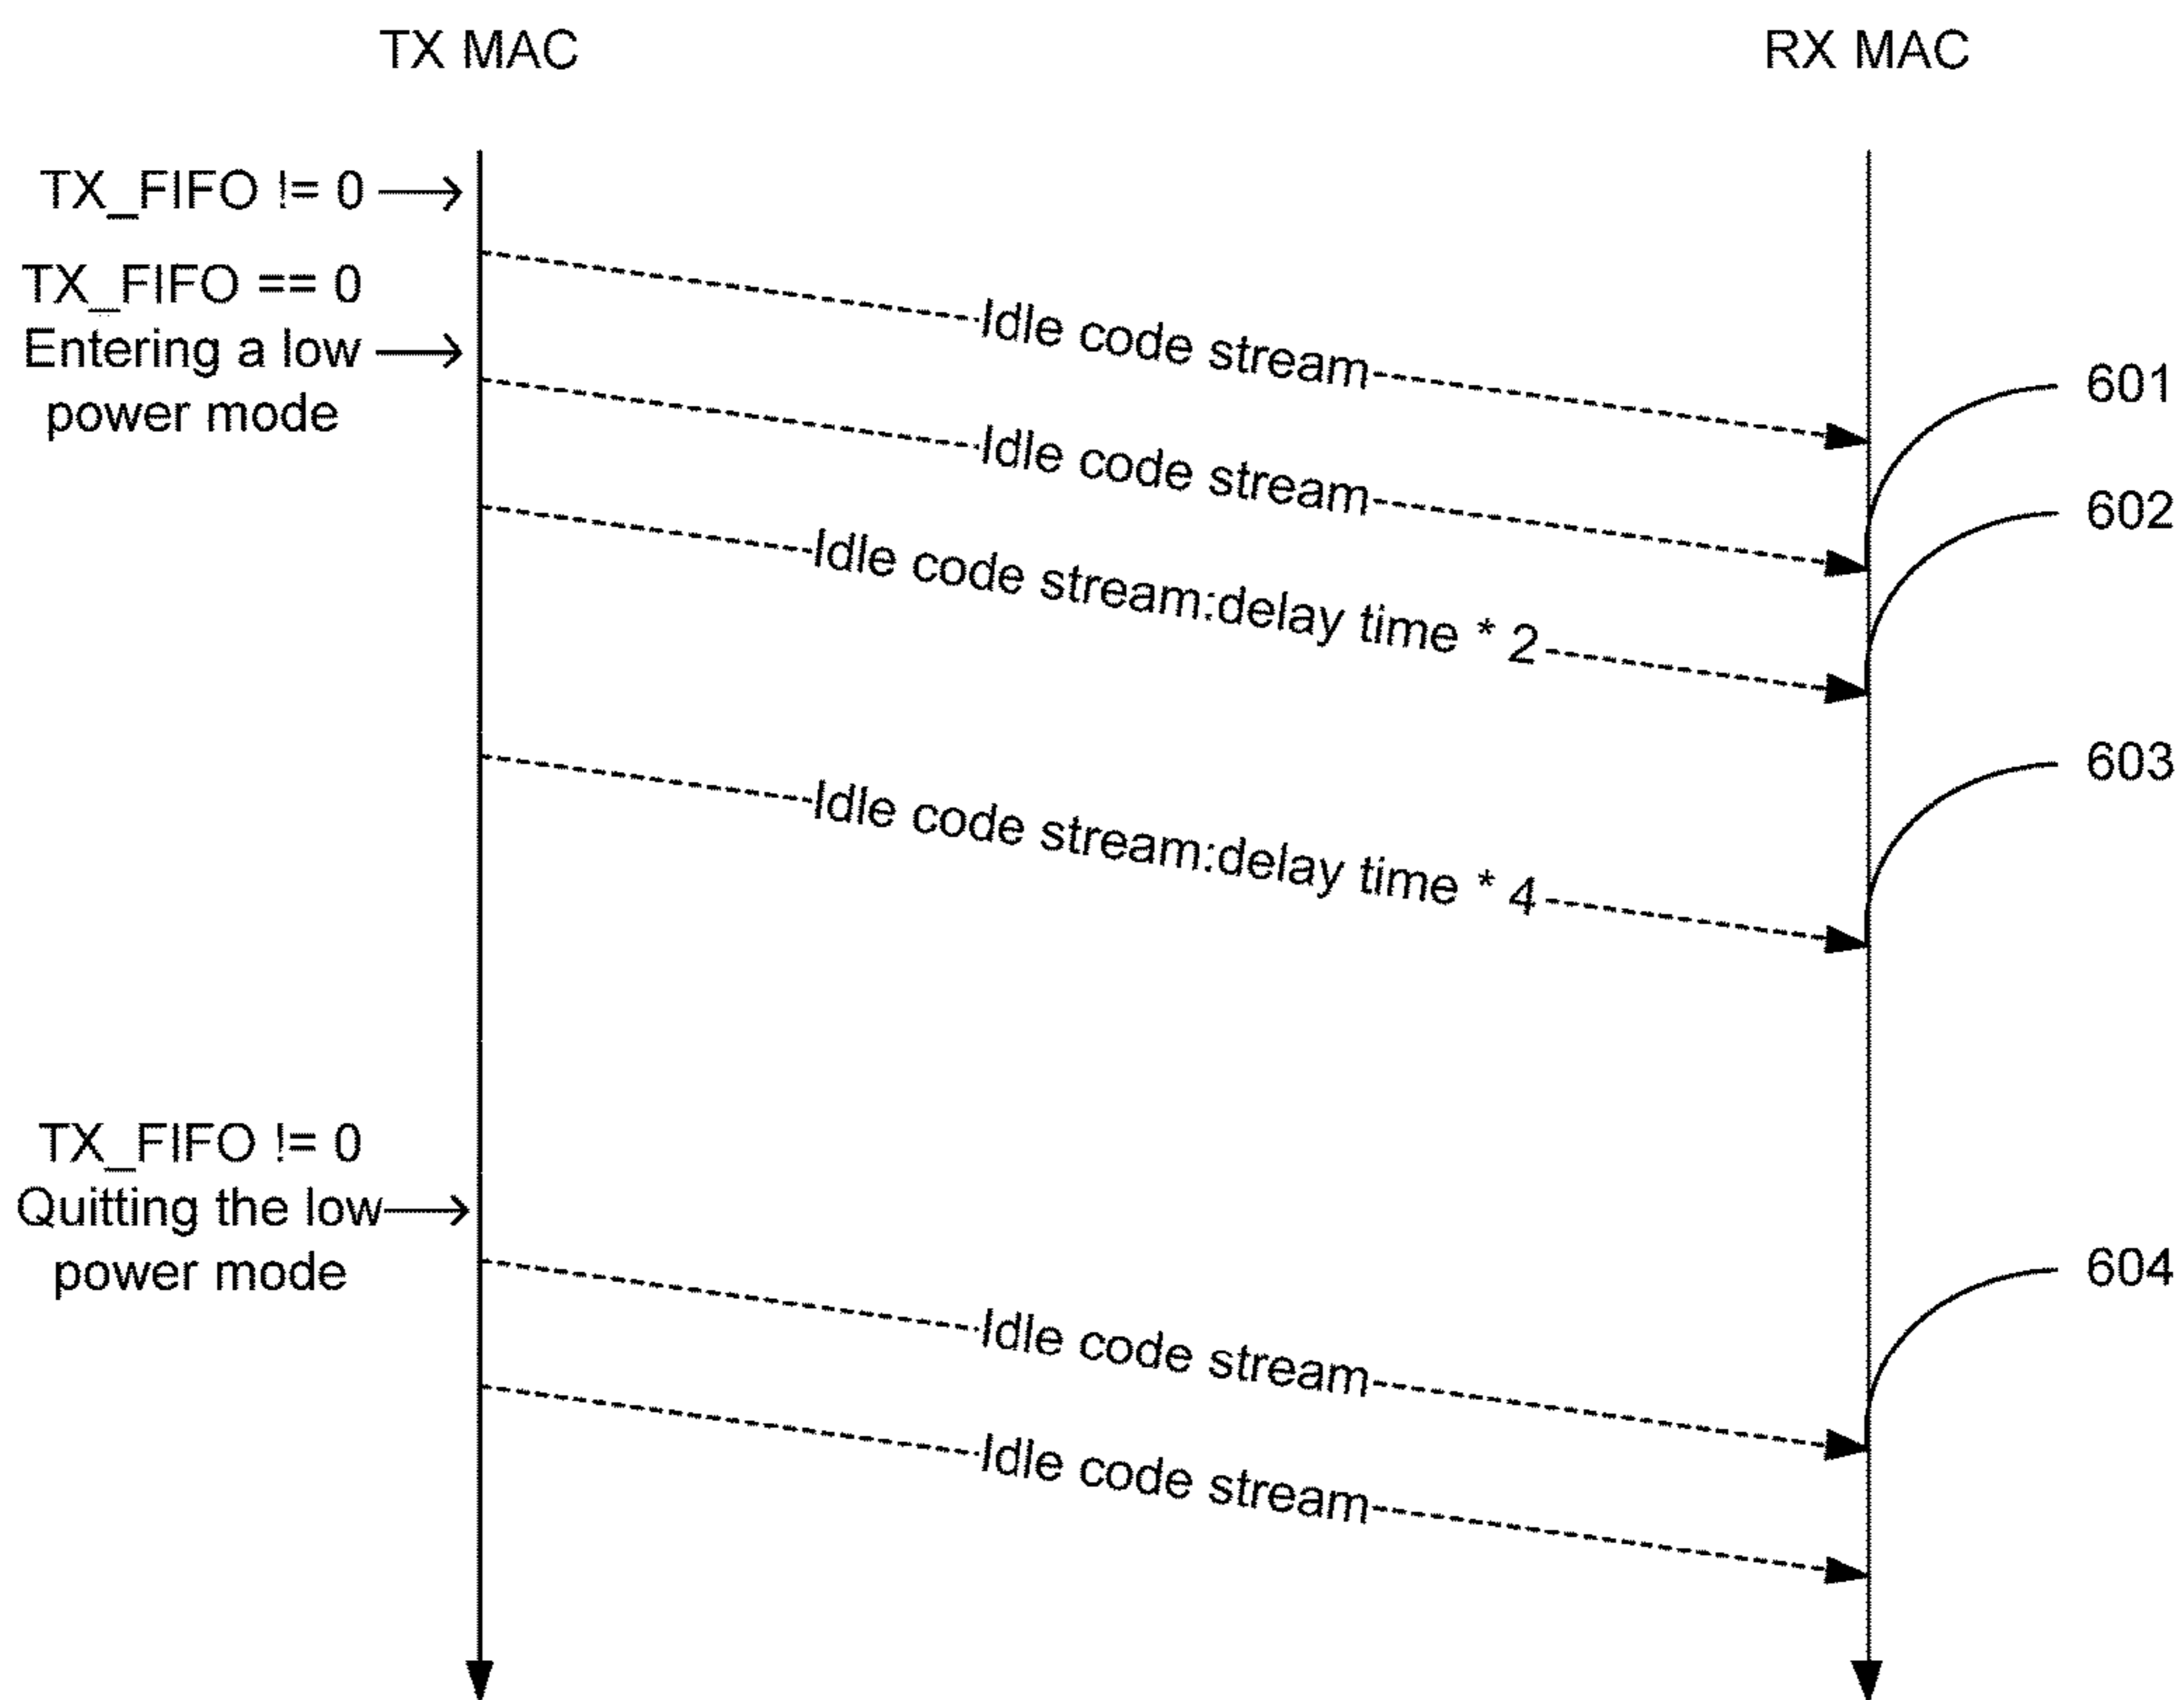 TX MAC
RX MAC
TX_FIFO != 0
TX_FIFO == 0
Entering a low
power mode
Idle code stream
601
Idle code stream
602
Idle code stream:delay time * 2
603
Idle code stream:delay time * 4
TX_FIFO != 0
Quitting the low
power mode
604
Idle code stream
Idle code stream